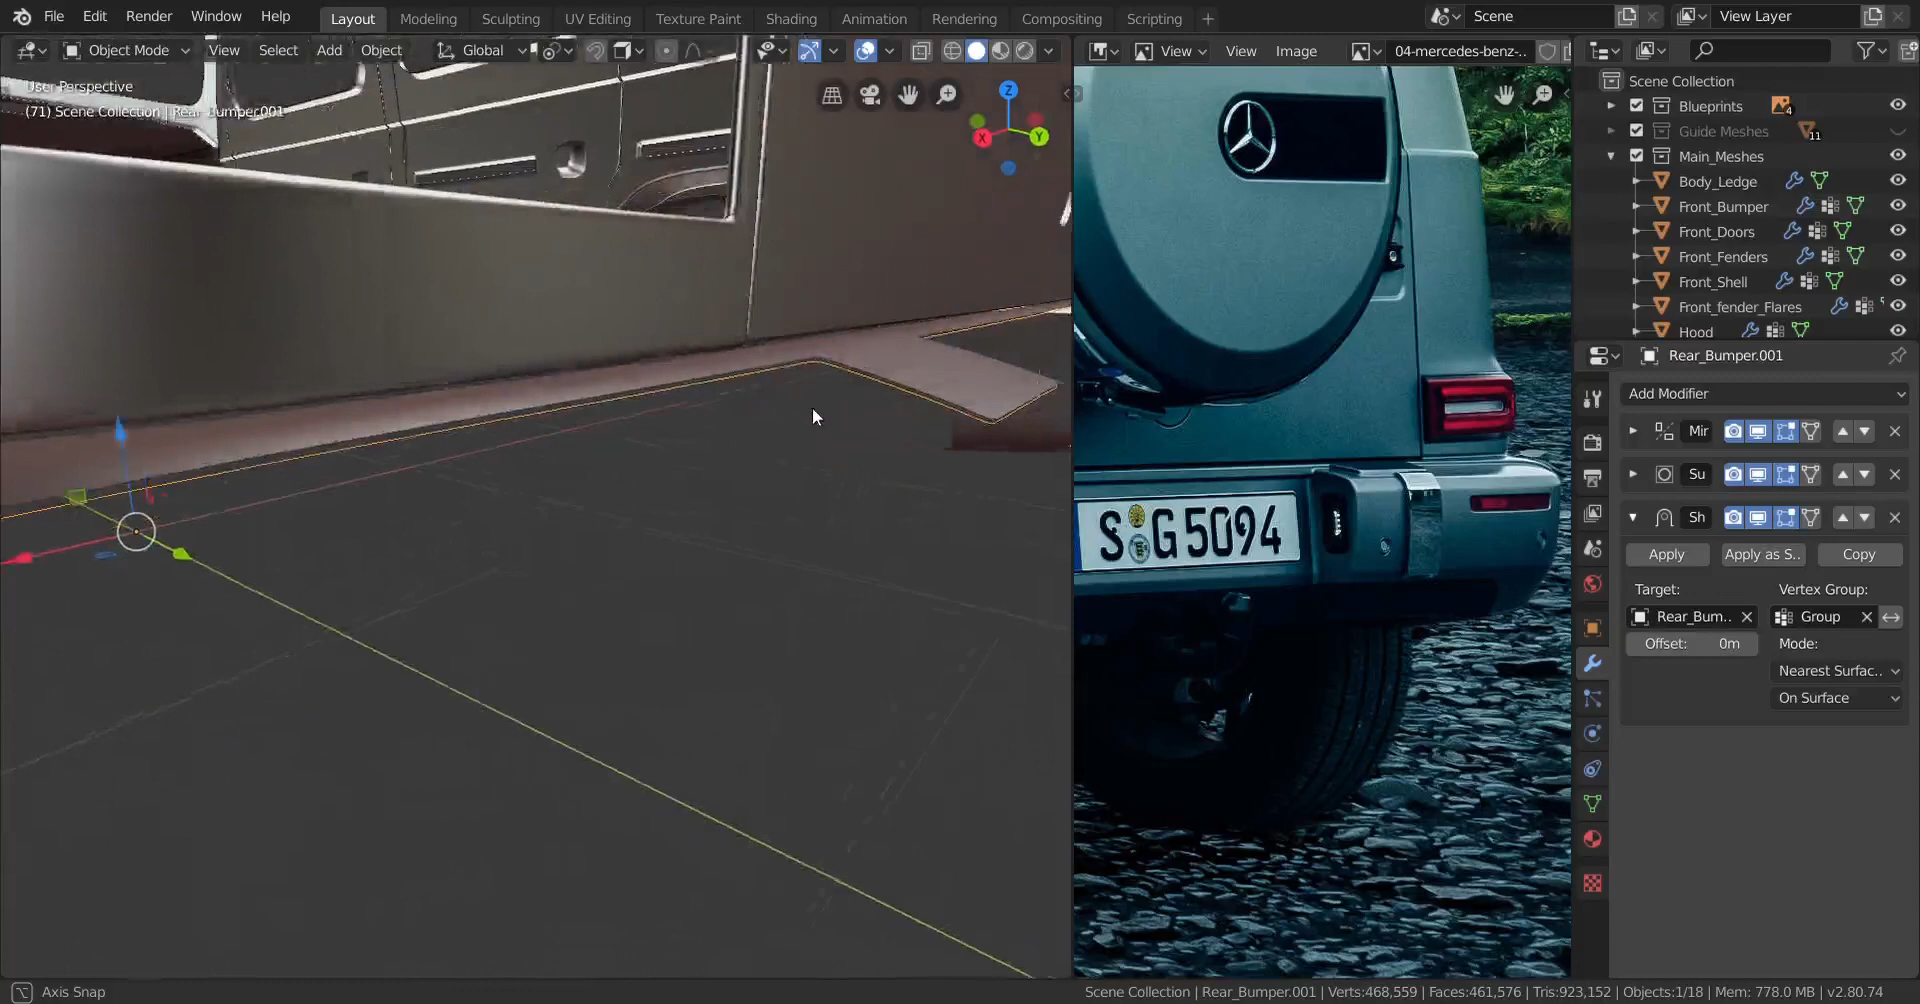 File Edit Render Window Help Layout Modeling Sculpting UV Editing Texture Paint Shading Animation Rendering Compositing Scripting + Scene View Layer
Object Mode View Select Add Object Global View View Image 04-mercedes-benz-..
User Perspective
(71) Scene Collection | Rear_Bumper.001
Z
X
Y
S G 5094
Scene Collection
Blueprints 4
Guide Meshes 11
Main_Meshes
Body_Ledge
Front_Bumper
Front_Doors
Front_Fenders
Front_Shell
Front_fender_Flares
Hood
Rear_Bumper.001
Add Modifier
Mir
Su
Sh
Apply Apply as S.. Copy
Target: Vertex Group:
Rear_Bum.. Group
Offset: 0m Mode:
Nearest Surfac..
On Surface
Axis Snap
Scene Collection | Rear_Bumper.001 | Verts:468,559 | Faces:461,576 | Tris:923,152 | Objects:1/18 | Mem: 778.0 MB | v2.80.74